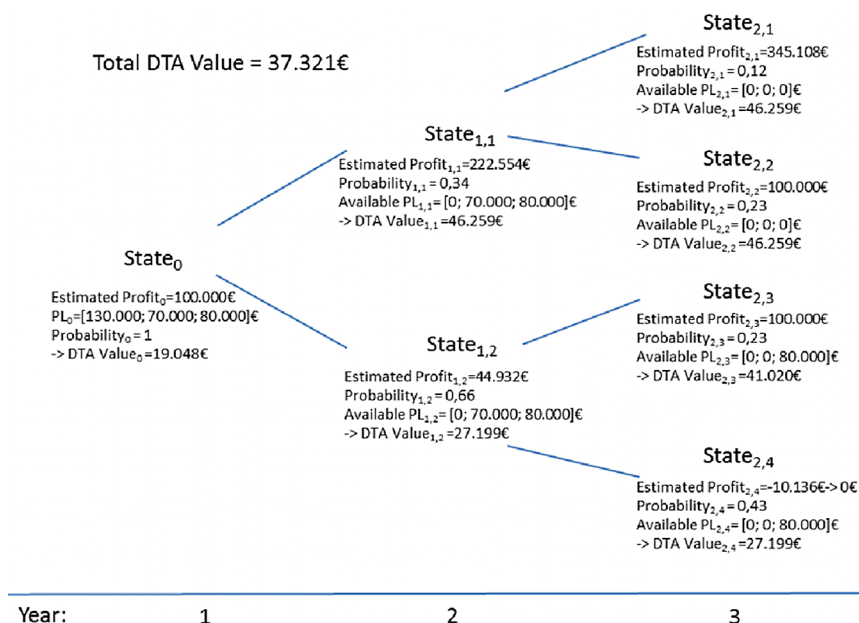 Total DTA Value = 37.321€
State₀
Estimated Profit₀=100.000€
PL₀=[130.000; 70.000; 80.000]€
Probability₀ = 1
-> DTA Value₀ =19.048€
State₁,₁
Estimated Profit₁,₁=222.554€
Probability₁,₁ = 0,34
Available PL₁,₁= [0; 70.000; 80.000]€
-> DTA Value₁,₁ =46.259€
State₁,₂
Estimated Profit₁,₂=44.932€
Probability₁,₂ = 0,66
Available PL₁,₂= [0; 70.000; 80.000]€
-> DTA Value₁,₂ =27.199€
State₂,₁
Estimated Profit₂,₁=345.108€
Probability₂,₁ = 0,12
Available PL₂,₁= [0; 0; 0]€
-> DTA Value₂,₁ =46.259€
State₂,₂
Estimated Profit₂,₂=100.000€
Probability₂,₂ = 0,23
Available PL₂,₂= [0; 0; 0]€
-> DTA Value₂,₂ =46.259€
State₂,₃
Estimated Profit₂,₃=100.000€
Probability₂,₃ = 0,23
Available PL₂,₃= [0; 0; 80.000]€
-> DTA Value₂,₃ =41.020€
State₂,₄
Estimated Profit₂,₄=-10.136€-> 0€
Probability₂,₄ = 0,43
Available PL₂,₄= [0; 0; 80.000]€
-> DTA Value₂,₄ =27.199€
Year: 1 2 3